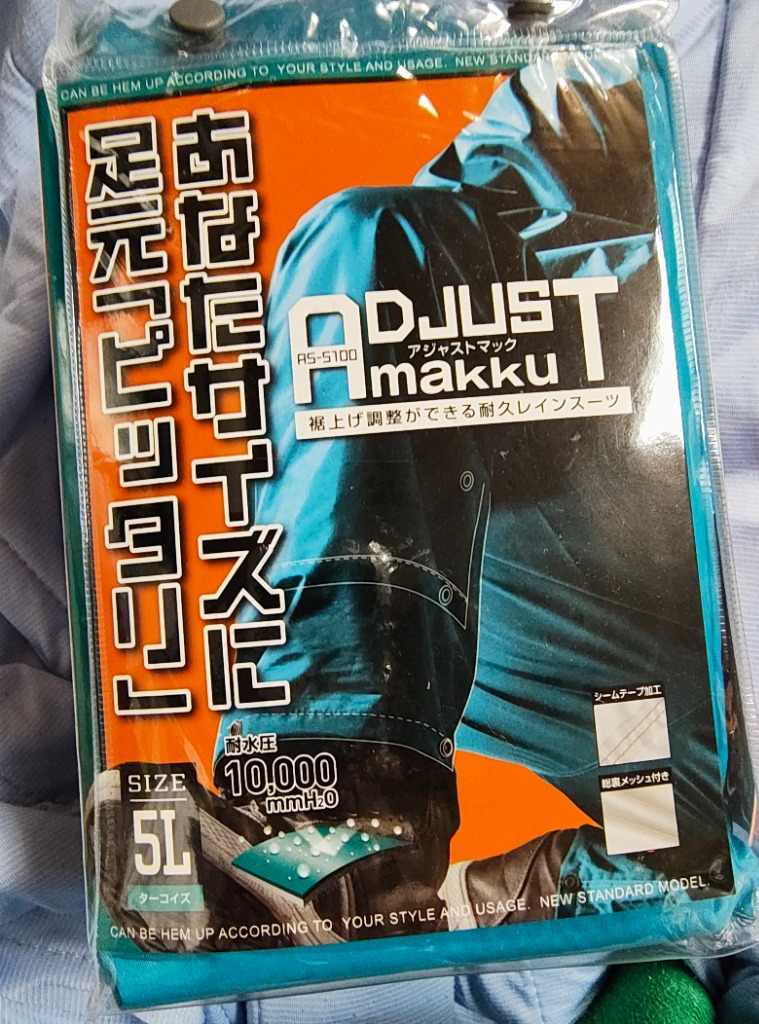 CAN BE HEM UP ACCORDING TO YOUR STYLE AND USAGE. NEW STANDARD
あなたサイズに
足元「ピッタリ」
ADJUST
AS-5100
アジャストマック
Amakku
裾上げ調整ができる耐久レインスーツ
シームテープ加工
総裏メッシュ付き
耐水圧
10,000
mmH2O
SIZE
5L
ターコイズ
CAN BE HEM UP ACCORDING TO YOUR STYLE AND USAGE. NEW STANDARD MODEL.